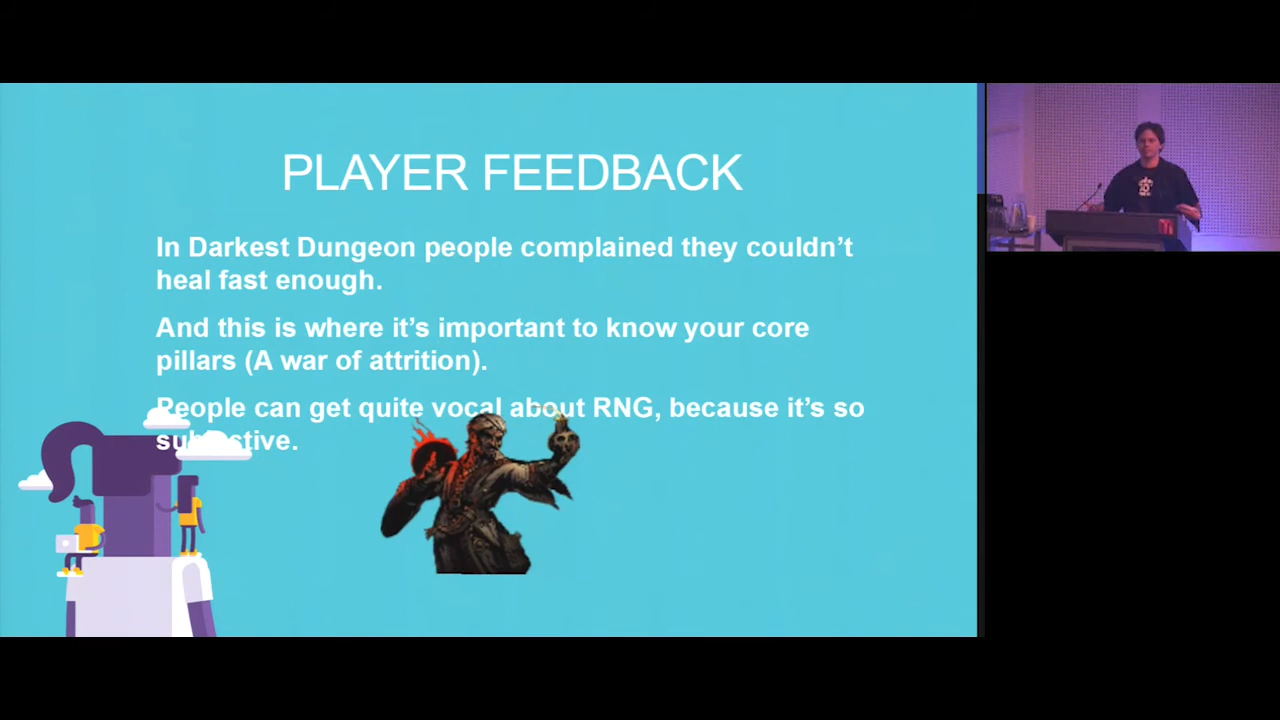 PLAYER FEEDBACK
In Darkest Dungeon people complained they couldn't
heal fast enough.
And this is where it's important to know your core
pillars (A war of attrition).
People can get quite vocal about RNG, because it's so